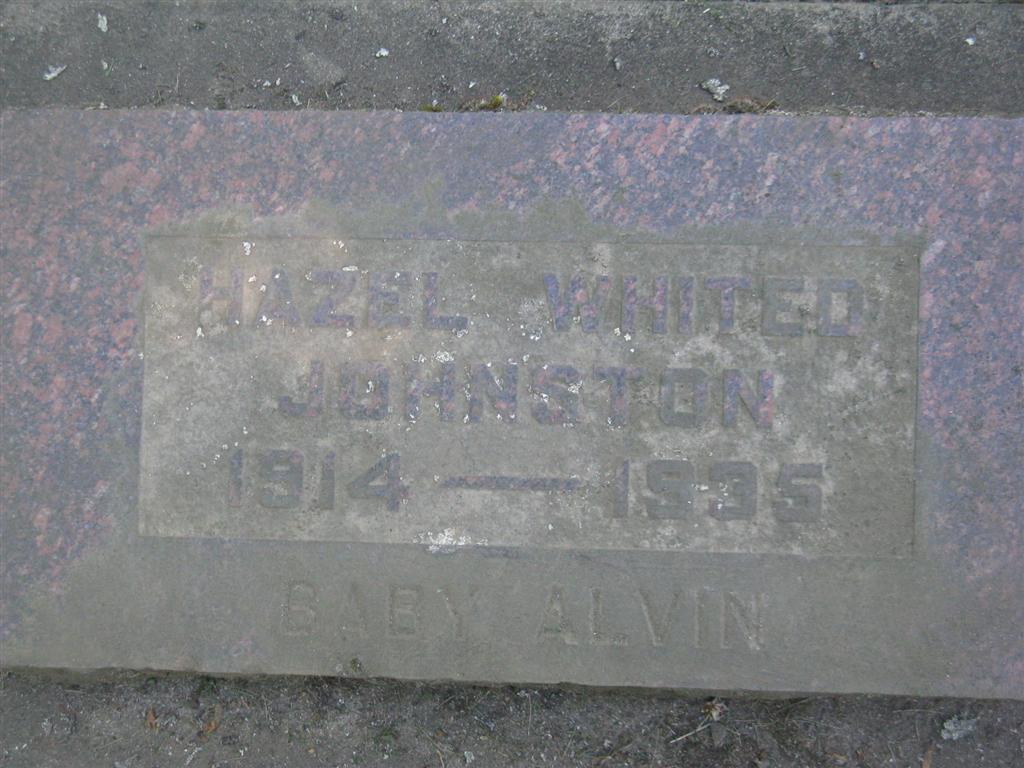 HAZEL WHITED
JOHNSTON
1914 — 1935
BABY ALVIN